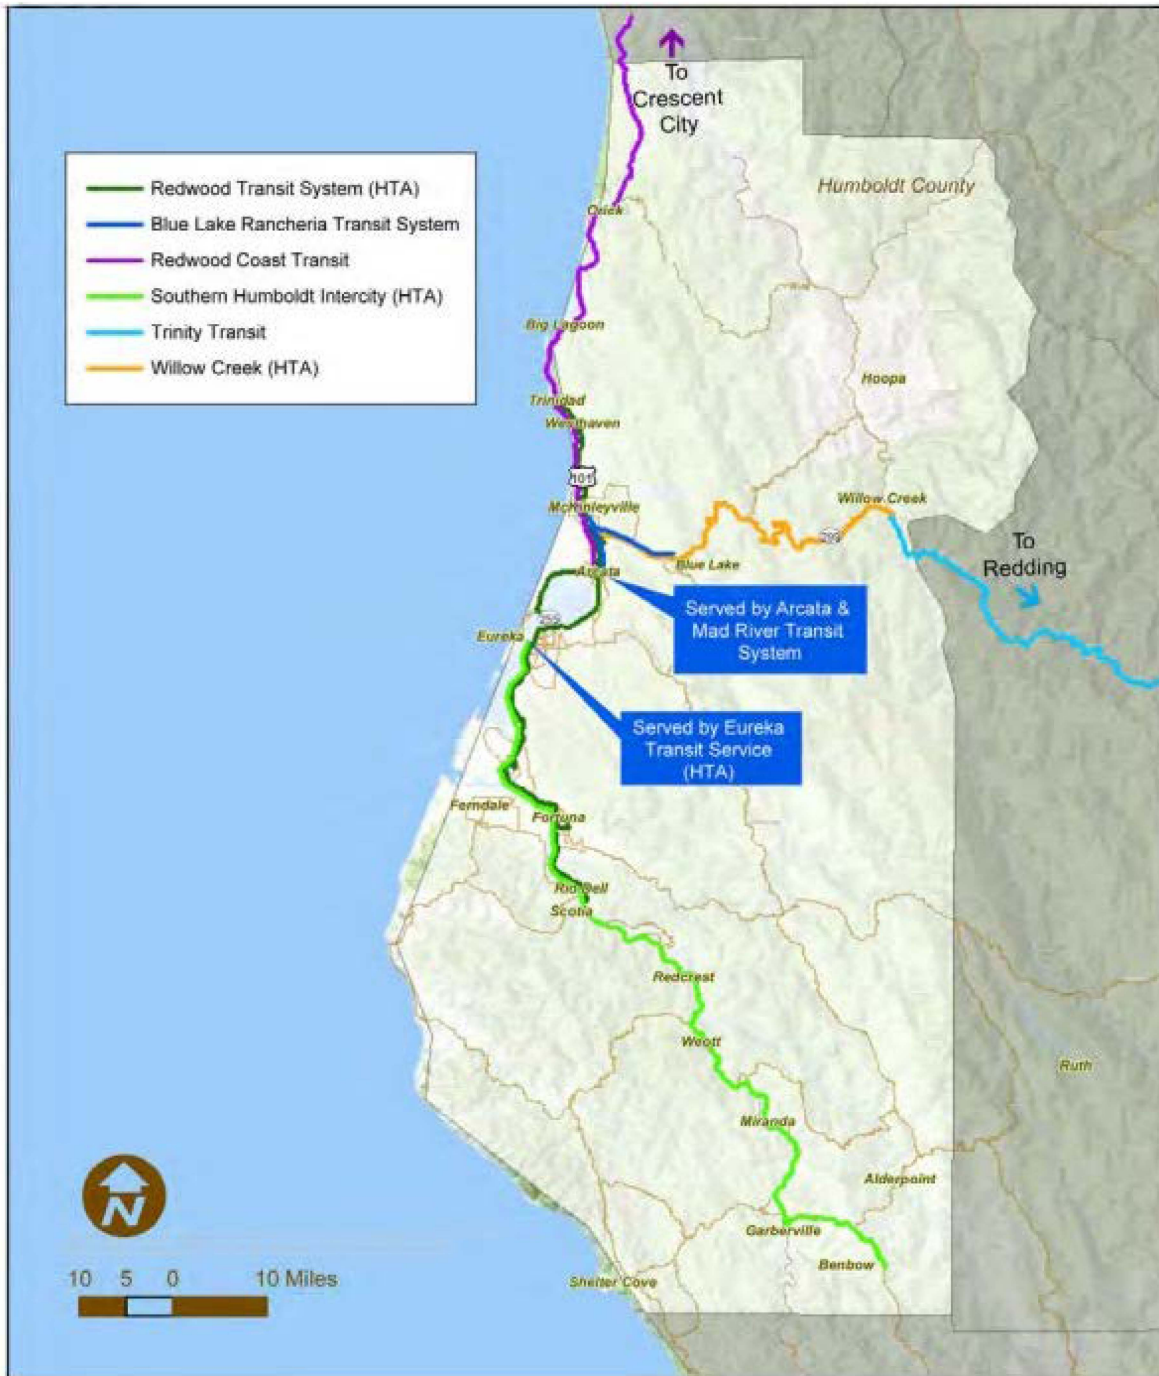 To
Crescent
City
Humboldt County
Redwood Transit System (HTA)
Blue Lake Rancheria Transit System
Redwood Coast Transit
Southern Humboldt Intercity (HTA)
Trinity Transit
Willow Creek (HTA)
Orick
Big Lagoon
Hoopa
Trinidad
Westhaven
101
McKinleyville
Willow Creek
299
To
Redding
Blue Lake
Arcata
Served by Arcata &
Mad River Transit
System
255
Eureka
Served by Eureka
Transit Service
(HTA)
Ferndale
Fortuna
Rio Dell
Scotia
Redcrest
Weott
Ruth
Miranda
Alderpoint
Garberville
Benbow
Shelter Cove
N
10 5 0 10 Miles